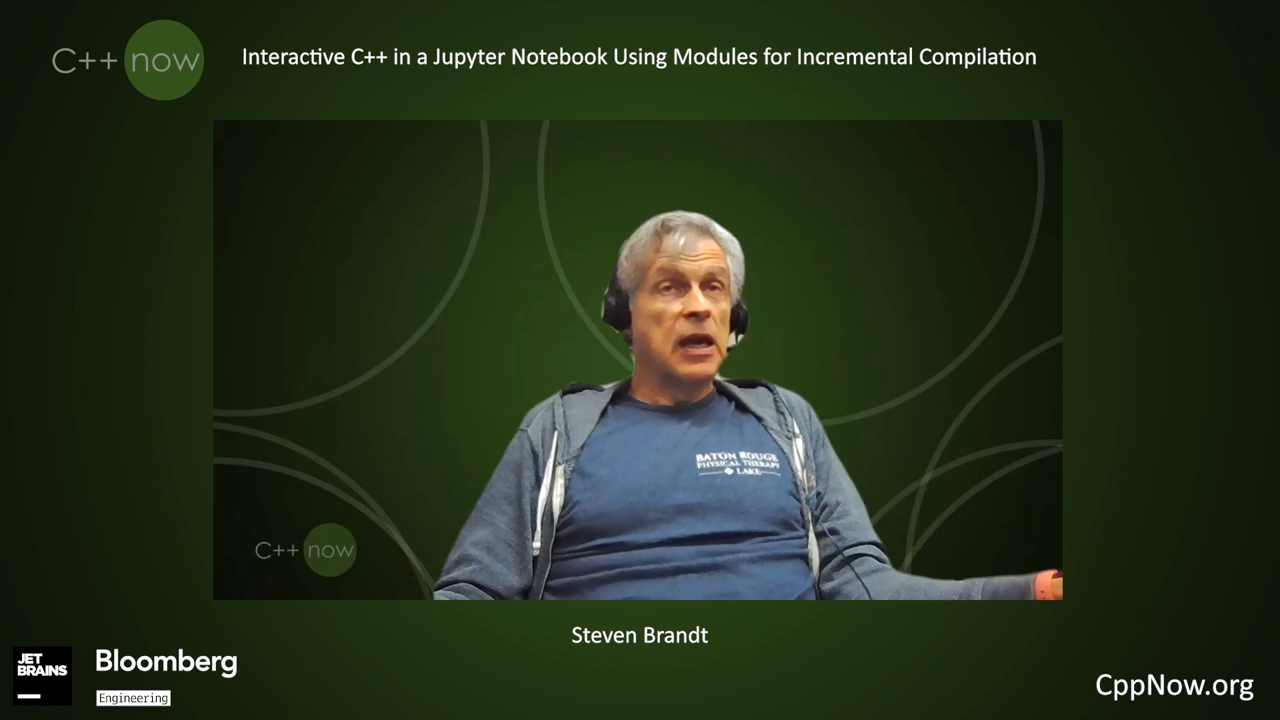 C++ now
Interactive C++ in a Jupyter Notebook Using Modules for Incremental Compilation
BATON ROUGE
PHYSICAL THERAPY
LAKE
C++ now
Steven Brandt
JET
BRAINS
Bloomberg
Engineering
CppNow.org